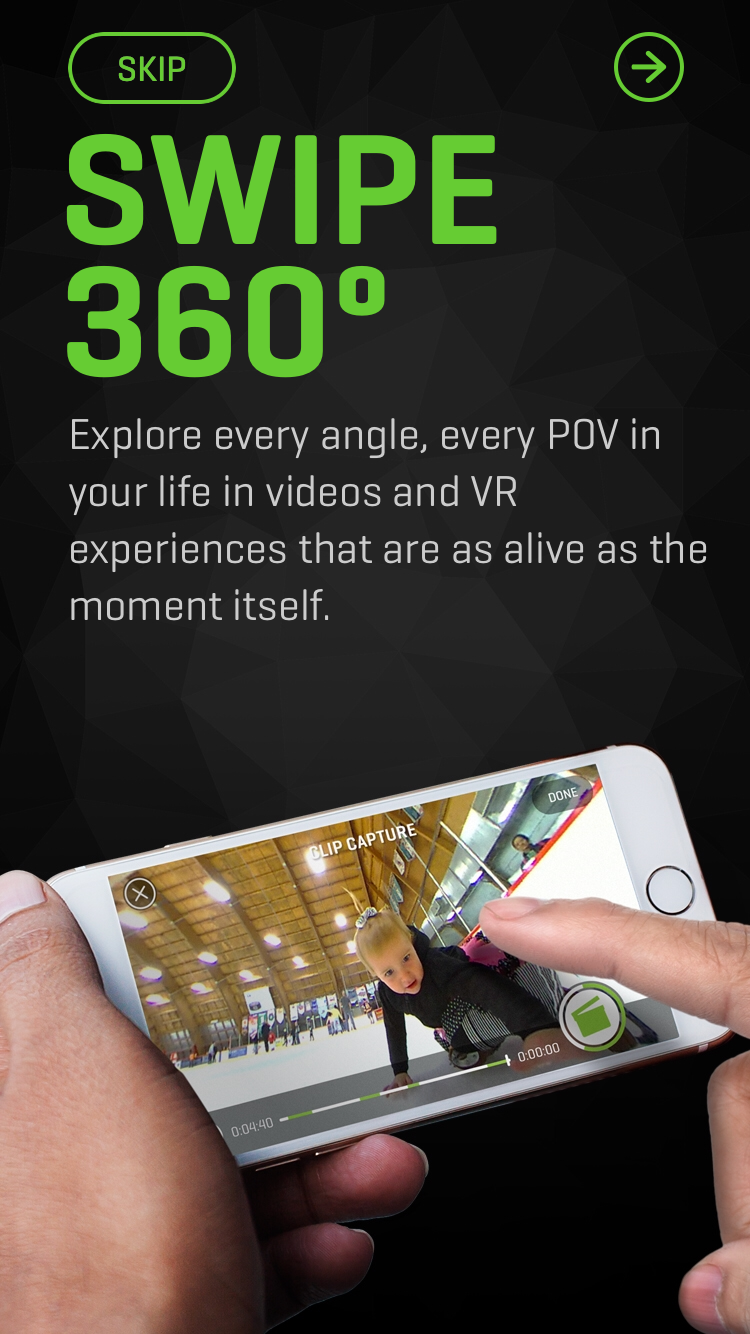 SKIP
SWIPE
360°
Explore every angle, every POV in
your life in videos and VR
experiences that are as alive as the
moment itself.
DONE
CLIP CAPTURE
0:00:00
0:04:40